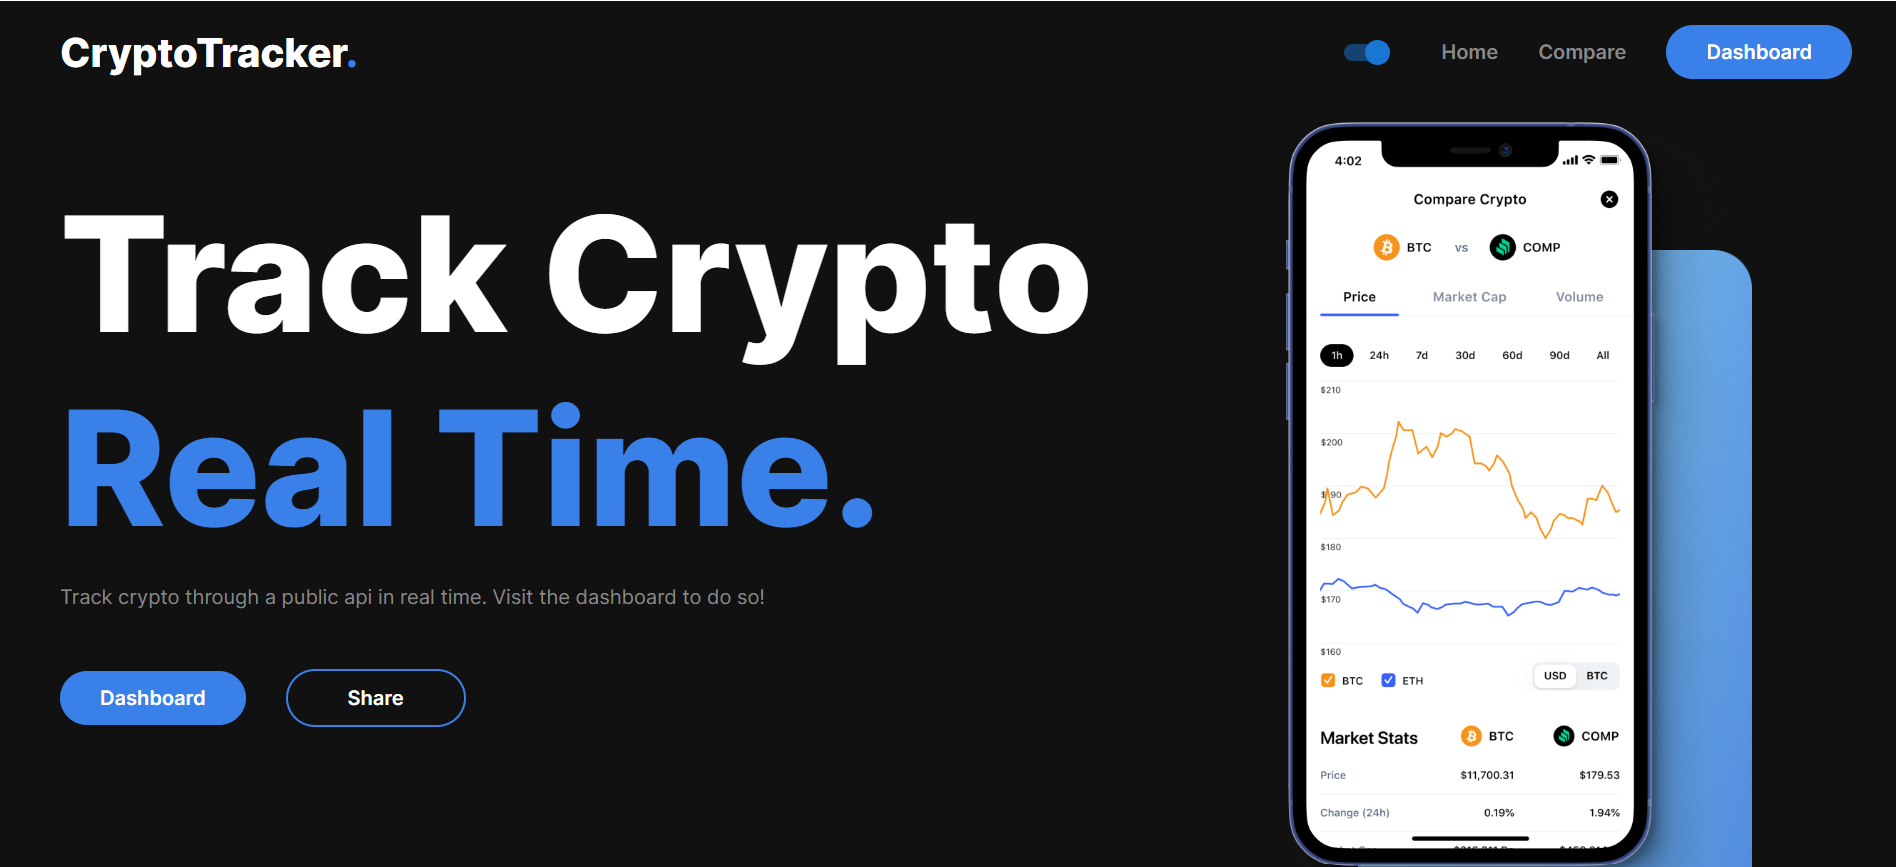 CryptoTracker.
Home Compare Dashboard
Track Crypto
Real Time.
Track crypto through a public api in real time. Visit the dashboard to do so!
Dashboard Share
4:02
Compare Crypto
BTC vs COMP
Price Market Cap Volume
1h 24h 7d 30d 60d 90d All
$210
$200
$190
$180
$170
$160
BTC ETH USD BTC
Market Stats BTC COMP
Price $11,700.31 $179.53
Change (24h) 0.19% 1.94%